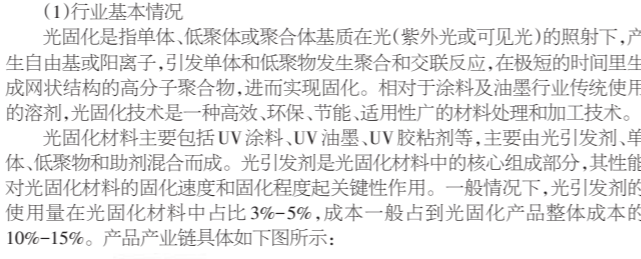 (1)行业基本情况
光固化是指单体、低聚体或聚合体基质在光(紫外光或可见光)的照射下,产
生自由基或阳离子,引发单体和低聚物发生聚合和交联反应,在极短的时间里生
成网状结构的高分子聚合物,进而实现固化。相对于涂料及油墨行业传统使用
的溶剂,光固化技术是一种高效、环保、节能、适用性广的材料处理和加工技术。
光固化材料主要包括UV涂料、UV油墨、UV胶粘剂等,主要由光引发剂、单
体、低聚物和助剂混合而成。光引发剂是光固化材料中的核心组成部分,其性能
对光固化材料的固化速度和固化程度起关键性作用。一般情况下,光引发剂的
使用量在光固化材料中占比3%-5%,成本一般占到光固化产品整体成本的
10%-15%。产品产业链具体如下图所示: